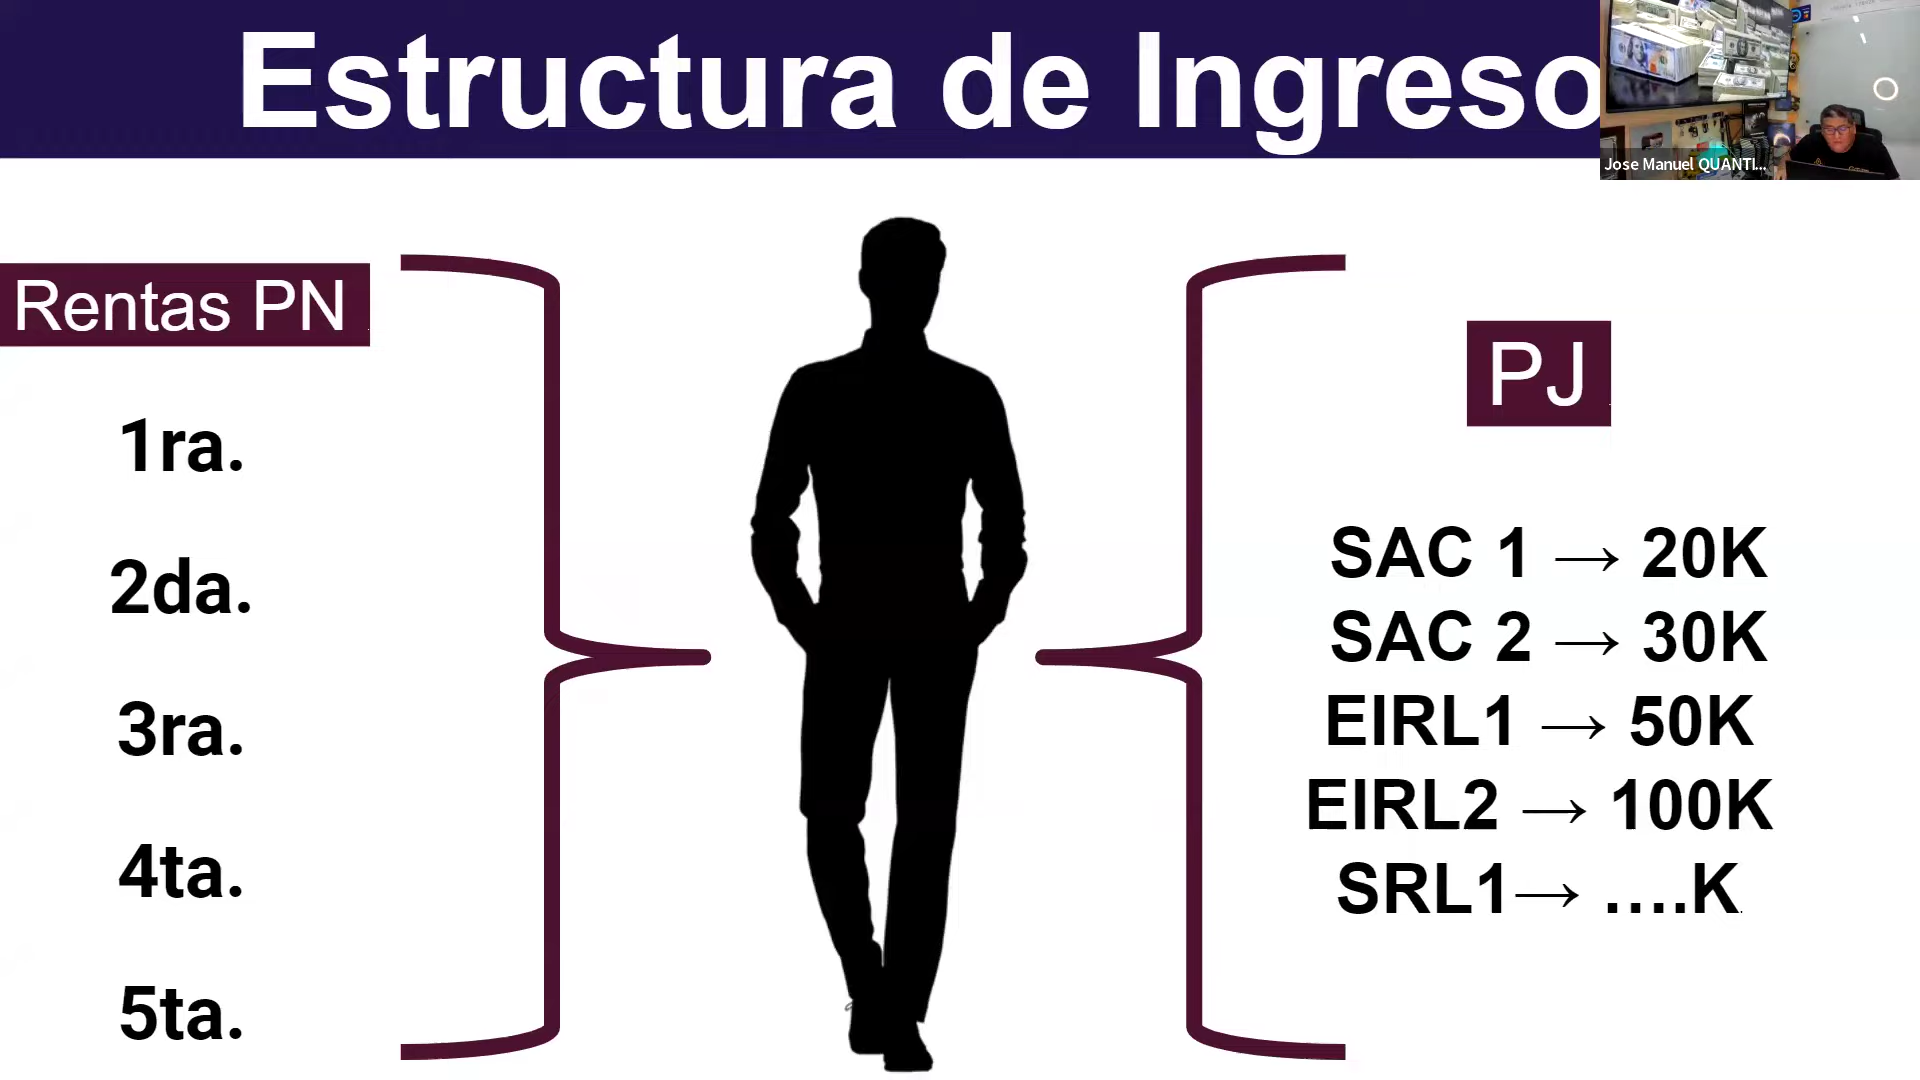 Estructura de Ingreso
Jose Manuel QUANTI...
Rentas PN
1ra.
2da.
3ra.
4ta.
5ta.
PJ
SAC 1 → 20K
SAC 2 → 30K
EIRL1 → 50K
EIRL2 → 100K
SRL1→ ....K